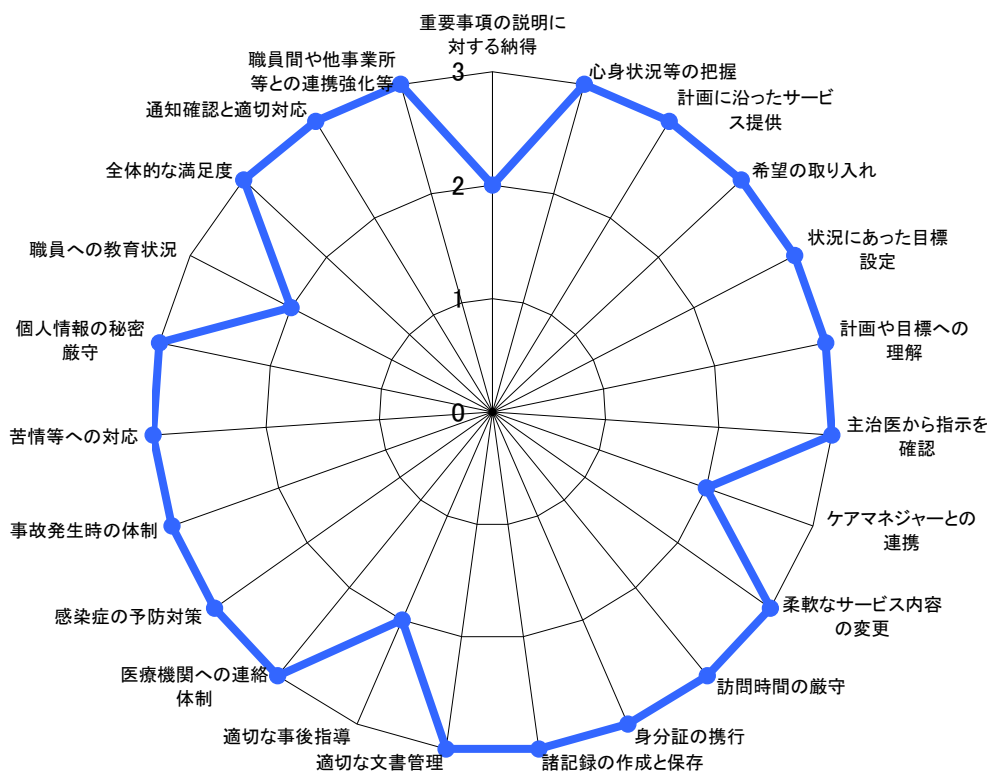 重要事項の説明に
対する納得
心身状況等の把握
計画に沿ったサービ
ス提供
希望の取り入れ
状況にあった目標
設定
計画や目標への
理解
主治医から指示を
確認
ケアマネジャーとの
連携
柔軟なサービス内容
の変更
訪問時間の厳守
身分証の携行
諸記録の作成と保存
適切な文書管理
適切な事後指導
医療機関への連絡
体制
感染症の予防対策
事故発生時の体制
苦情等への対応
個人情報の秘密
厳守
職員への教育状況
全体的な満足度
通知確認と適切対応
職員間や他事業所
等との連携強化等
3
2
1
0